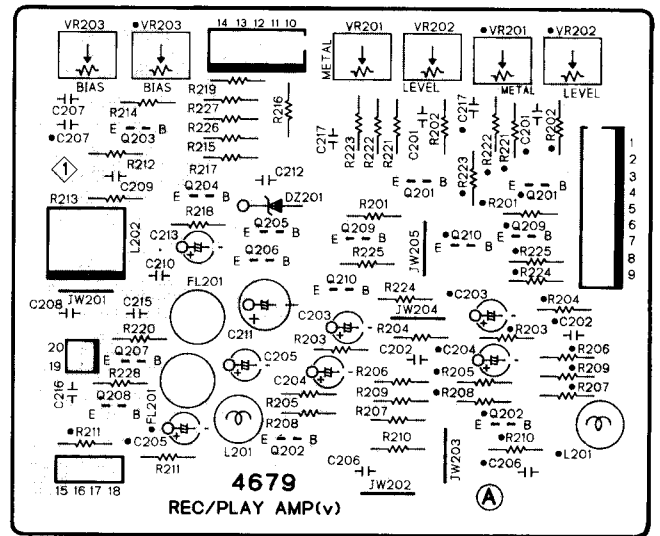 VR203 •VR203 14 13 12 11 10 VR201 VR202 •VR201 •VR202
METAL
BIAS BIAS LEVEL METAL LEVEL
C207 R214 R219
•C207 E Q203 B R227 R216
R226 C217 R223 R222 R221 C201 R202 •C217 •R222 •R221 •C201 •R202
R212 R215 •R223
1
C209 R217 C212
R213 Q204 E B DZ201 E B Q201 •R201 E B •Q201
L202 R218 Q205 E B R201
C213 Q206 E B Q209 E B JW205 •Q210 E B •Q209 E B
C210 R225 •R225
Q210 E B •R224
JW201 FL201 R224 •C203
C208 C215 C203 JW204 •R204
R220 C211 R203 R204 •R203 •C202
20 19 Q207 E B C205 C202 •C204 •R206
R228 R206 •R205 •R209
C216 Q208 E B C204 R209 •R208 •R207
•FL201 R205 R207
R208 •Q202 E B
•R211 •C205 L201 Q202 E B R210 •R210
R211 C206 JW203 •C206 •L201
15 16 17 18 JW202 A
1
2
3
4
5
6
7
8
9
4679
REC/PLAY AMP(v)